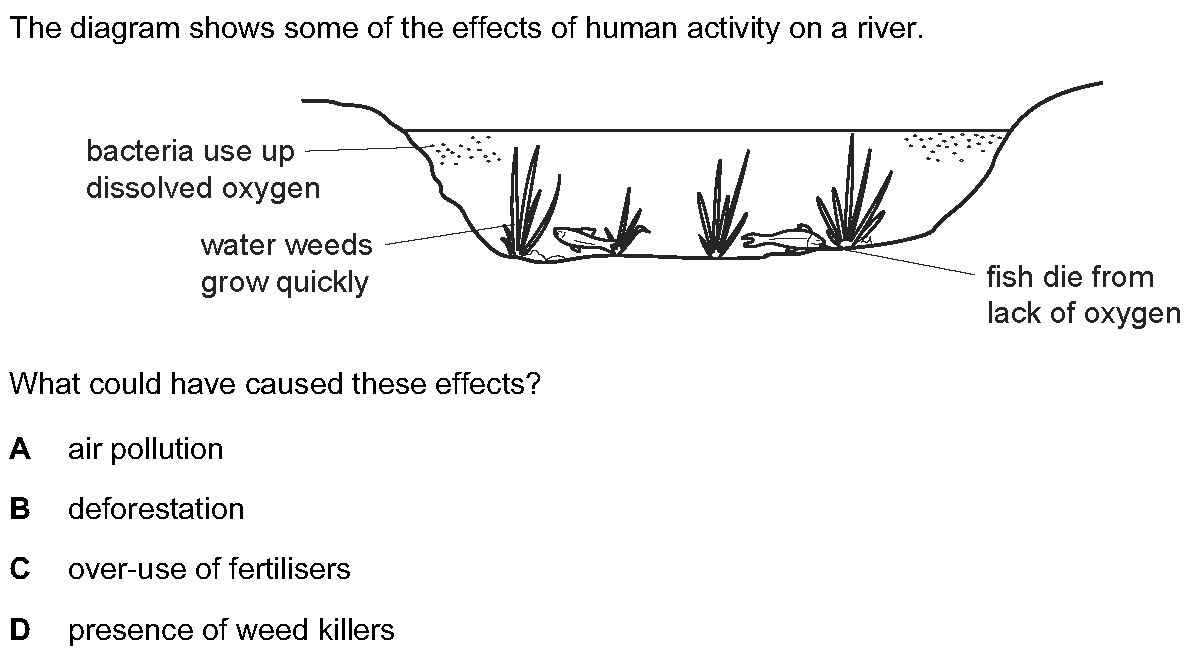 The diagram shows some of the effects of human activity on a river.
bacteria use up
dissolved oxygen
water weeds
grow quickly
fish die from
lack of oxygen
What could have caused these effects?
A air pollution
B deforestation
C over-use of fertilisers
D presence of weed killers